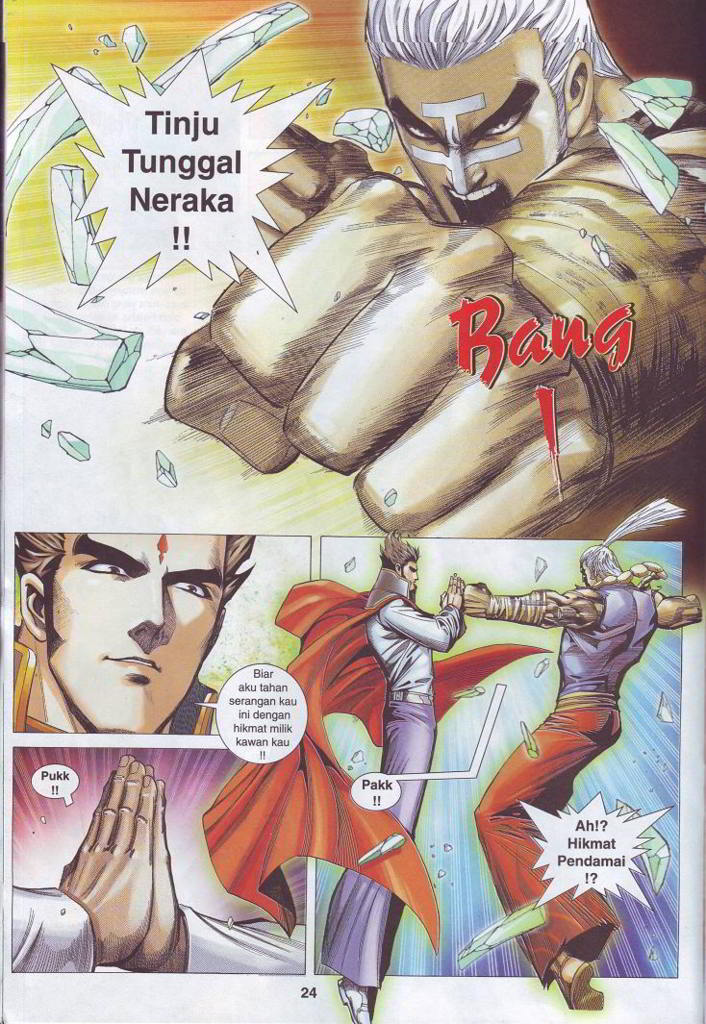 Tinju
Tunggal
Neraka
!!
Bang
!
Biar
aku tahan
serangan kau
ini dengan
hikmat milik
kawan kau
!!
Pukk
!!
Pakk
!!
Ah!?
Hikmat
Pendamai
!?
24